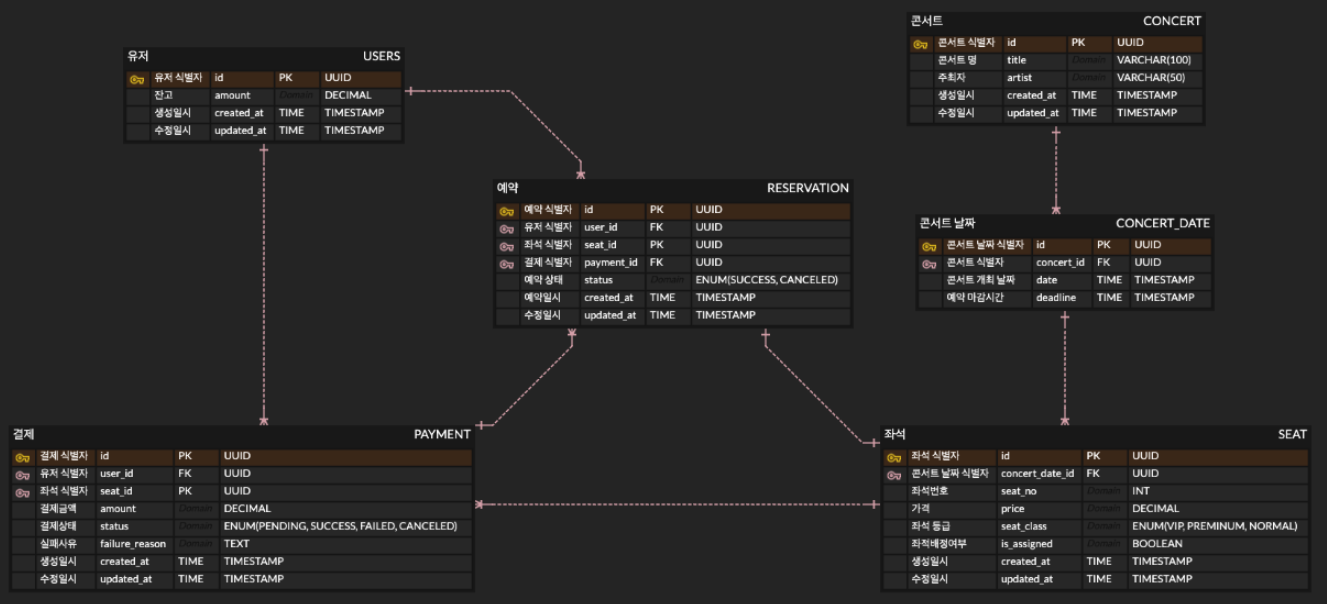 유저 USERS
유저 식별자 id PK UUID
잔고 amount Domain DECIMAL
생성일시 created_at TIME TIMESTAMP
수정일시 updated_at TIME TIMESTAMP
콘서트 CONCERT
콘서트 식별자 id PK UUID
콘서트 명 title Domain VARCHAR(100)
주최자 artist Domain VARCHAR(50)
생성일시 created_at TIME TIMESTAMP
수정일시 updated_at TIME TIMESTAMP
예약 RESERVATION
예약 식별자 id PK UUID
유저 식별자 user_id FK UUID
좌석 식별자 seat_id PK UUID
결제 식별자 payment_id FK UUID
예약 상태 status Domain ENUM(SUCCESS, CANCELED)
예약일시 created_at TIME TIMESTAMP
수정일시 updated_at TIME TIMESTAMP
콘서트 날짜 CONCERT_DATE
콘서트 날짜 식별자 id PK UUID
콘서트 식별자 concert_id FK UUID
콘서트 개최 날짜 date TIME TIMESTAMP
예약 마감시간 deadline TIME TIMESTAMP
결제 PAYMENT
결제 식별자 id PK UUID
유저 식별자 user_id FK UUID
좌석 식별자 seat_id PK UUID
결제금액 amount Domain DECIMAL
결제상태 status Domain ENUM(PENDING, SUCCESS, FAILED, CANCELED)
실패사유 failure_reason Domain TEXT
생성일시 created_at TIME TIMESTAMP
수정일시 updated_at TIME TIMESTAMP
좌석 SEAT
좌석 식별자 id PK UUID
콘서트 날짜 식별자 concert_date_id FK UUID
좌석번호 seat_no Domain INT
가격 price Domain DECIMAL
좌석 등급 seat_class Domain ENUM(VIP, PREMINUM, NORMAL)
좌석배정여부 is_assigned Domain BOOLEAN
생성일시 created_at TIME TIMESTAMP
수정일시 updated_at TIME TIMESTAMP